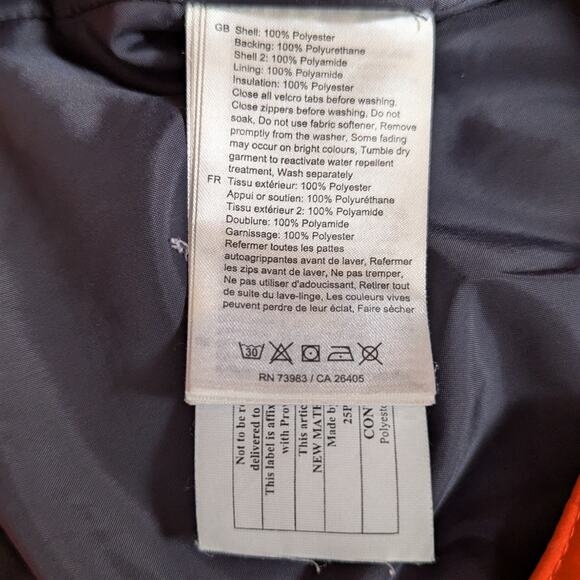 GB Shell: 100% Polyester
Backing: 100% Polyurethane
Shell 2: 100% Polyamide
Lining: 100% Polyamide
Insulation: 100% Polyester
Close all velcro tabs before washing,
Close zippers before washing, Do not
soak, Do not use fabric softener, Remove
promptly from the washer, Some fading
may occur on bright colours, Tumble dry
garment to reactivate water repellent
treatment, Wash separately
FR Tissu extérieur: 100% Polyester
Appui or soutien: 100% Polyuréthane
Tissu extérieur 2: 100% Polyamide
Doublure: 100% Polyamide
Garnissage: 100% Polyester
Refermer toutes les pattes
autoagrippantes avant de laver, Refermer
les zips avant de laver, Ne pas tremper,
Ne pas utiliser d'adoucissant, Retirer tout
de suite du lave-linge, Les couleurs vives
peuvent perdre de leur éclat, Faire sécher
30
RN 73983 / CA 26405
Not to be r
delivered to
This label is affix
with Prov
This artic
NEW MATE
Made by
25P
CON
Polyeste